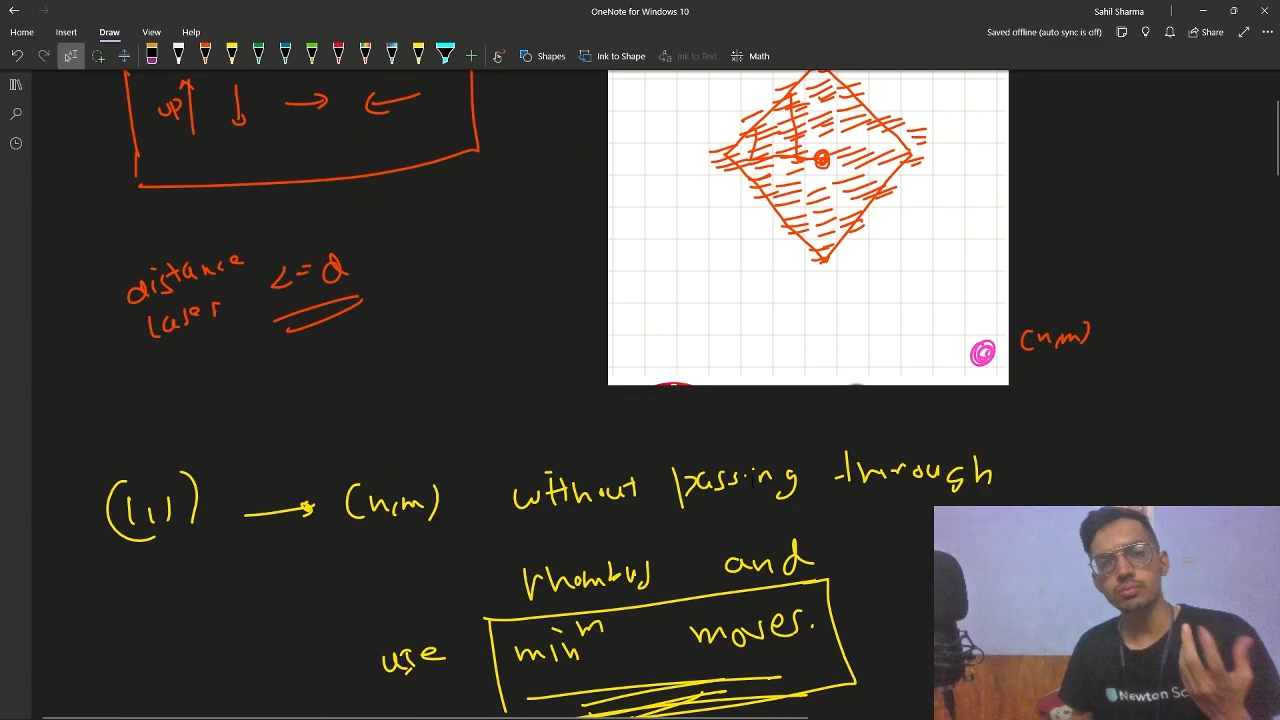 OneNote for Windows 10
Sahil Sharma
Home
Insert
Draw
View
Help
Saved offline (auto sync is off)
Share
Shapes
Ink to Shape
Ink to Text
Math
up
distance <= d
laser
(n,m)
(1,1) → (n,m) without passing through
rhombus and
use min^m moves.
Newton Sc